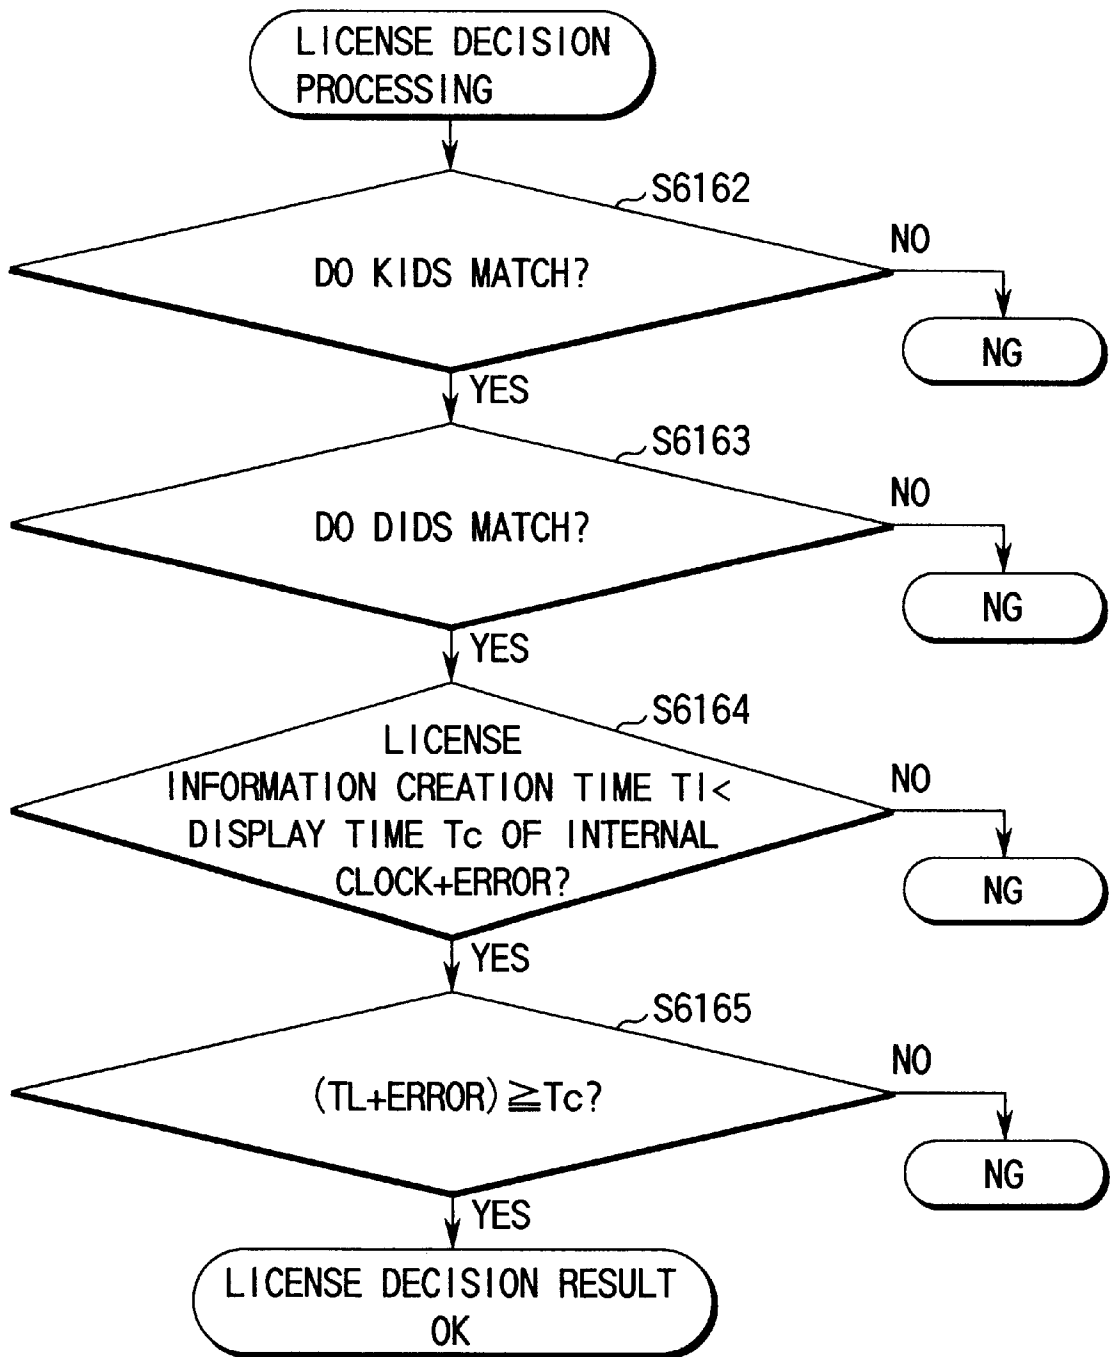 LICENSE DECISION
PROCESSING
S6162
DO KIDS MATCH?
NO
NG
YES
S6163
DO DIDS MATCH?
NO
NG
YES
S6164
LICENSE
INFORMATION CREATION TIME TI<
DISPLAY TIME Tc OF INTERNAL
CLOCK+ERROR?
NO
NG
YES
S6165
(TL+ERROR)≧Tc?
NO
NG
YES
LICENSE DECISION RESULT
OK